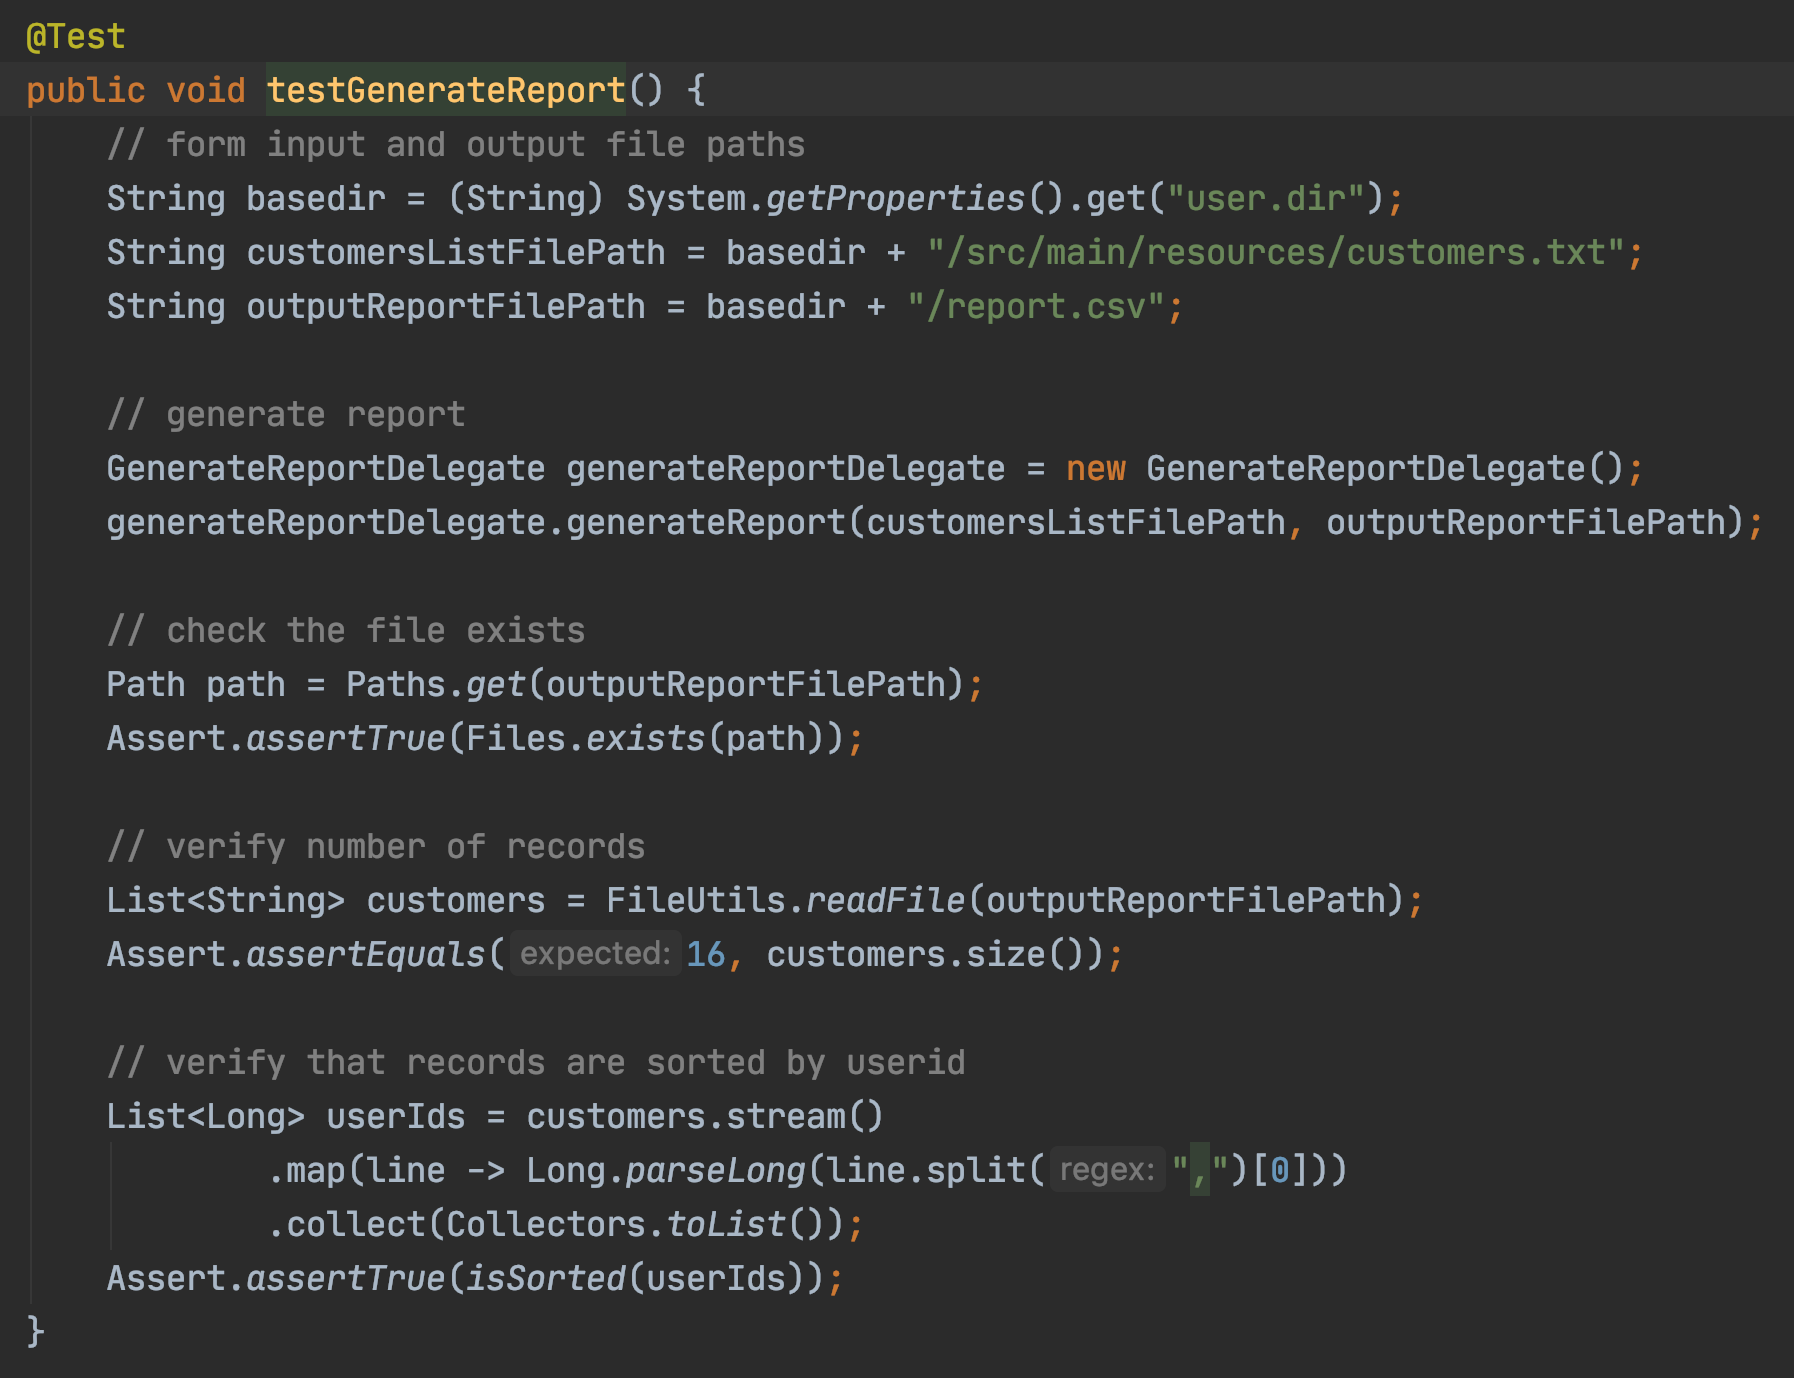 @Test
public void testGenerateReport() {
// form input and output file paths
String basedir = (String) System.getProperties().get("user.dir");
String customersListFilePath = basedir + "/src/main/resources/customers.txt";
String outputReportFilePath = basedir + "/report.csv";
// generate report
GenerateReportDelegate generateReportDelegate = new GenerateReportDelegate();
generateReportDelegate.generateReport(customersListFilePath, outputReportFilePath);
// check the file exists
Path path = Paths.get(outputReportFilePath);
Assert.assertTrue(Files.exists(path));
// verify number of records
List<String> customers = FileUtils.readFile(outputReportFilePath);
Assert.assertEquals( expected: 16, customers.size());
// verify that records are sorted by userid
List<Long> userIds = customers.stream()
.map(line -> Long.parseLong(line.split( regex: ",")[0]))
.collect(Collectors.toList());
Assert.assertTrue(isSorted(userIds));
}